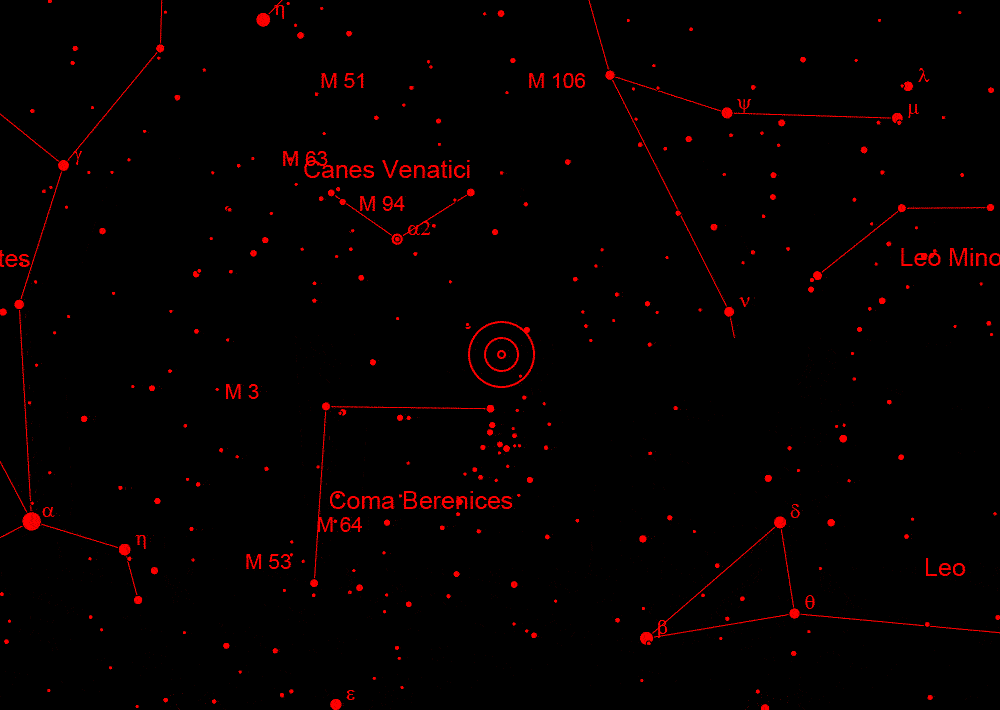 η
M 51
M 106
λ
ψ
μ
γ
M 63
Canes Venatici
M 94
α2
tes
Leo Mino
ν
M 3
Coma Berenices
α
δ
M 64
η
M 53
Leo
θ
β
ε